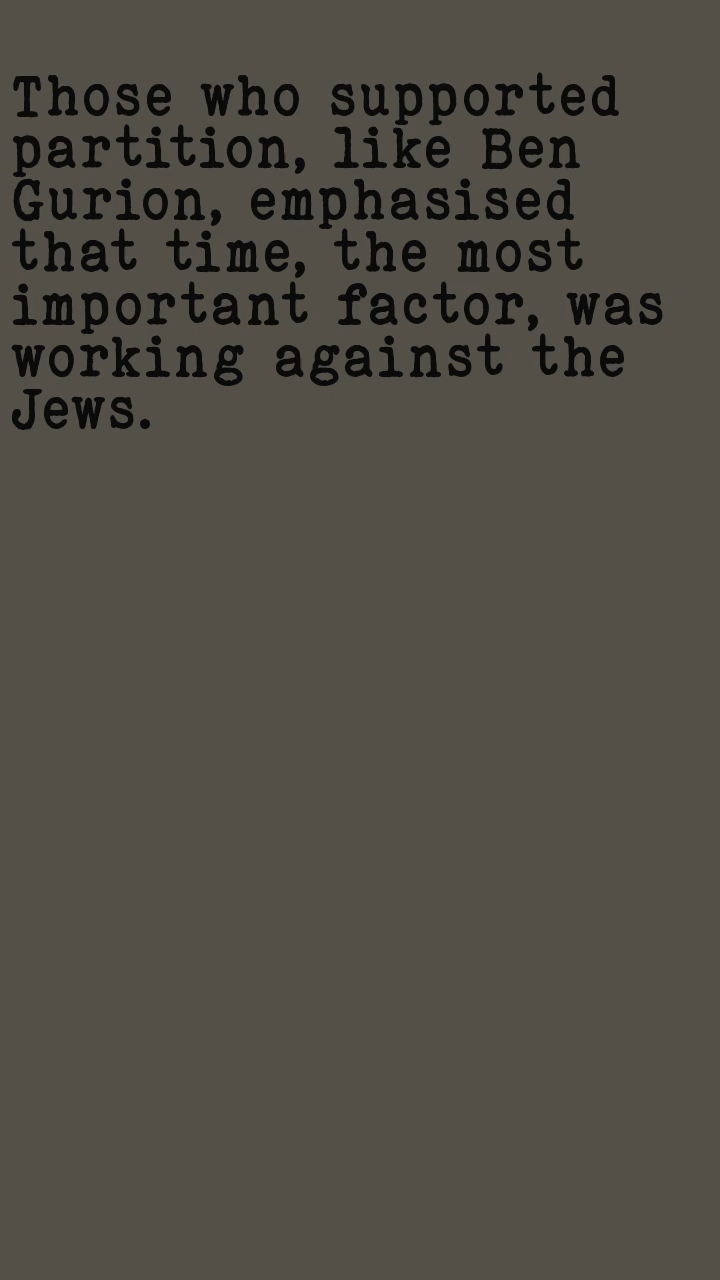 Those who supported
partition, like Ben
Gurion, emphasised
that time, the most
important factor, was
working against the
Jews.